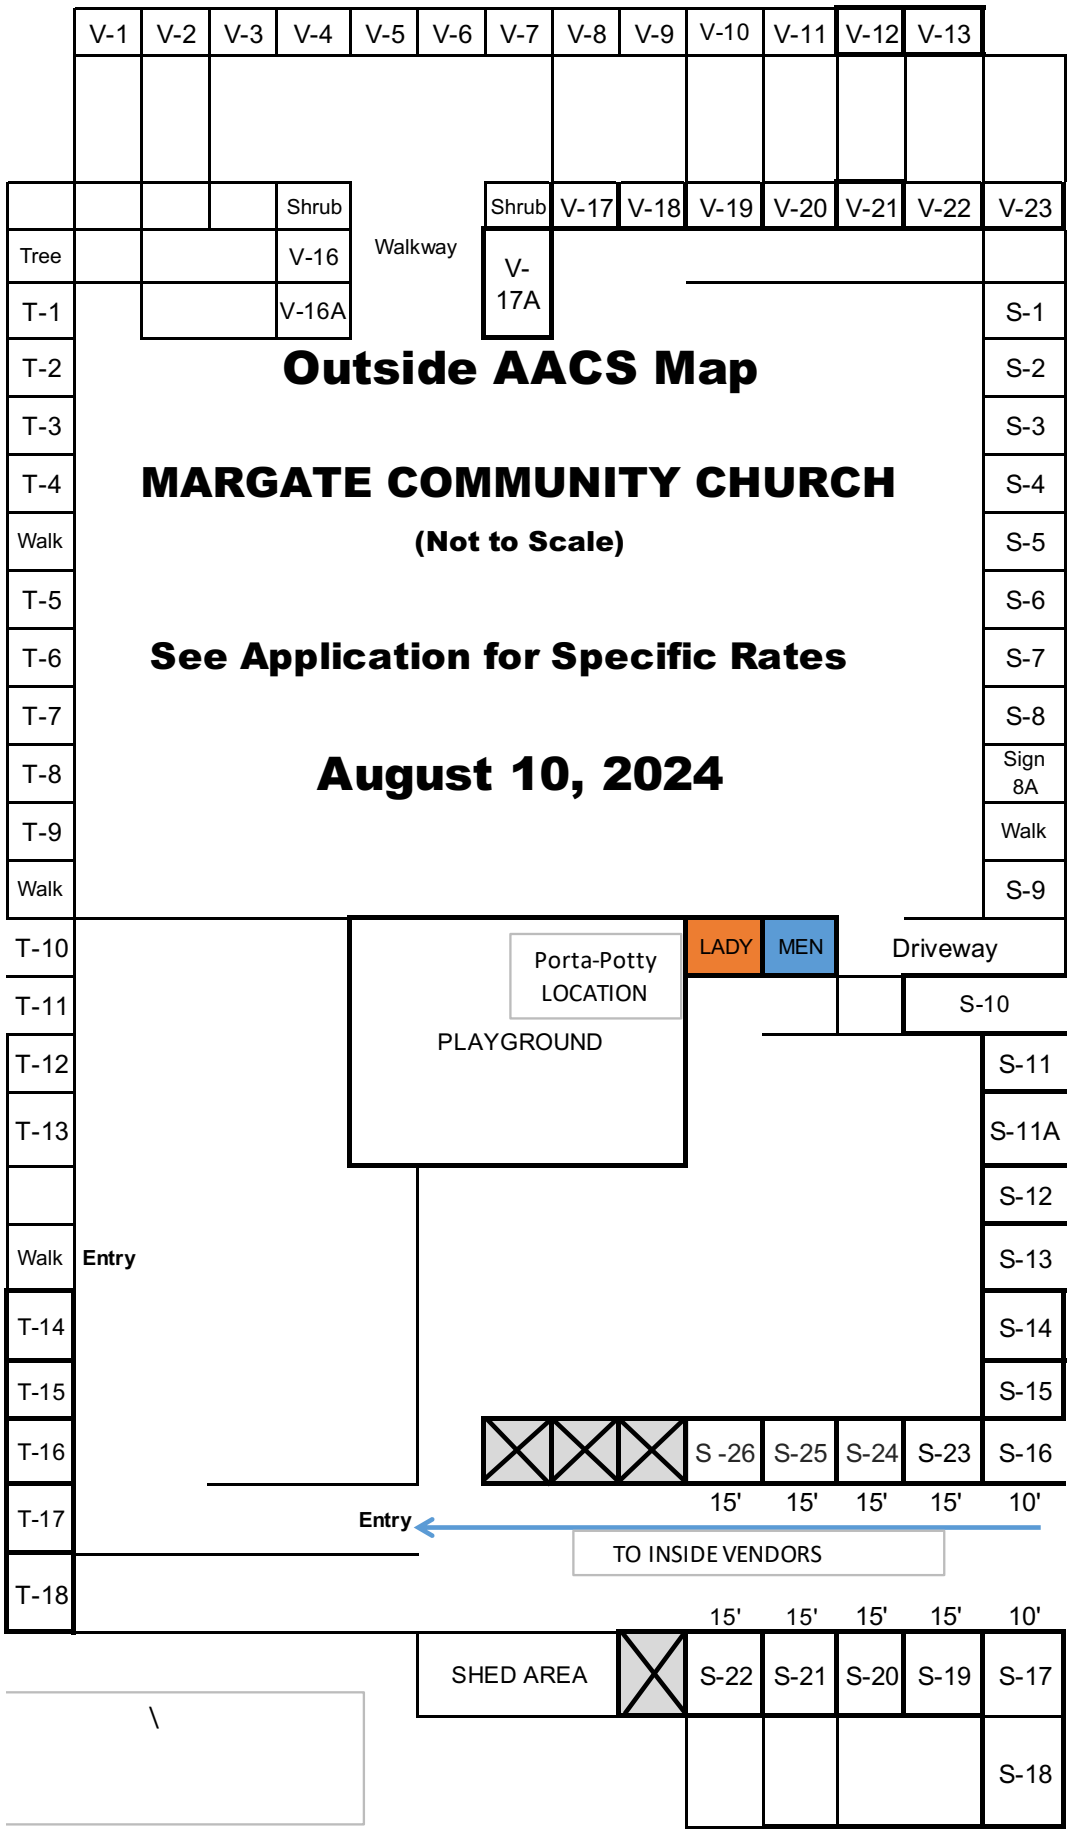 V-1 V-2 V-3 V-4 V-5 V-6 V-7 V-8 V-9 V-10 V-11 V-12 V-13
Shrub Shrub V-17 V-18 V-19 V-20 V-21 V-22 V-23
Tree V-16 Walkway V-
17A
T-1 V-16A S-1
T-2 Outside AACS Map S-2
T-3 S-3
T-4 MARGATE COMMUNITY CHURCH S-4
Walk (Not to Scale) S-5
T-5 S-6
T-6 See Application for Specific Rates S-7
T-7 S-8
T-8 August 10, 2024 Sign
8A
T-9 Walk
Walk S-9
T-10 Porta-Potty LADY MEN Driveway
LOCATION
T-11 S-10
PLAYGROUND
T-12 S-11
T-13 S-11A
S-12
Walk Entry S-13
T-14 S-14
T-15 S-15
T-16 S -26 S-25 S-24 S-23 S-16
15' 15' 15' 15' 10'
T-17 Entry
TO INSIDE VENDORS
T-18
15' 15' 15' 15' 10'
SHED AREA S-22 S-21 S-20 S-19 S-17
\
S-18